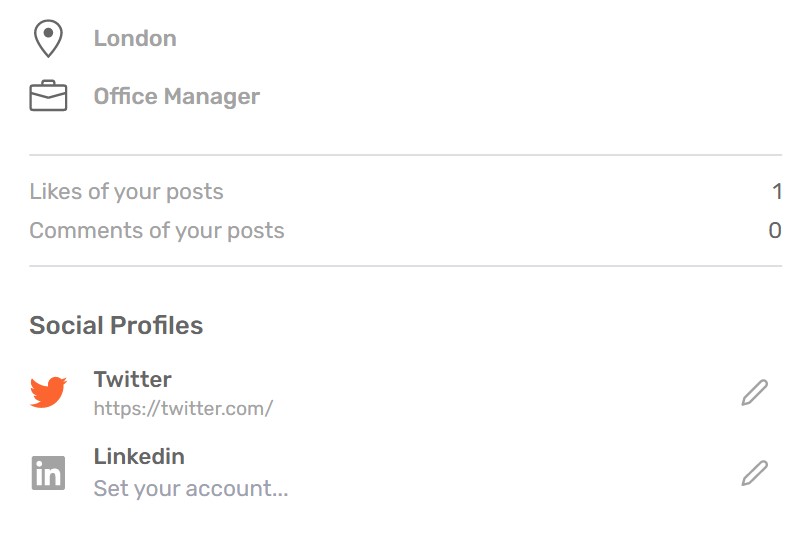 London
Office Manager
Likes of your posts 1
Comments of your posts 0
Social Profiles
Twitter
https://twitter.com/
in Linkedin
Set your account...